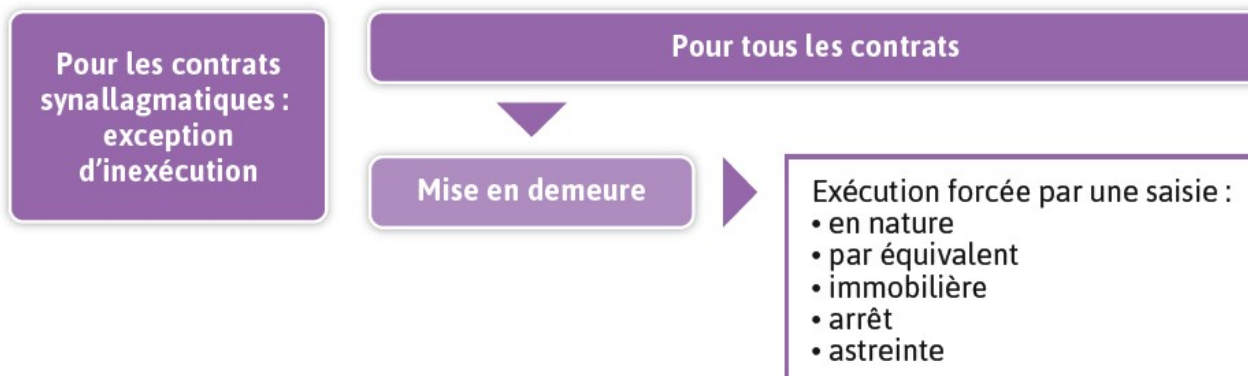 Pour les contrats
synallagmatiques :
exception
d’inexécution
Pour tous les contrats
Mise en demeure
Exécution forcée par une saisie :
• en nature
• par équivalent
• immobilière
• arrêt
• astreinte